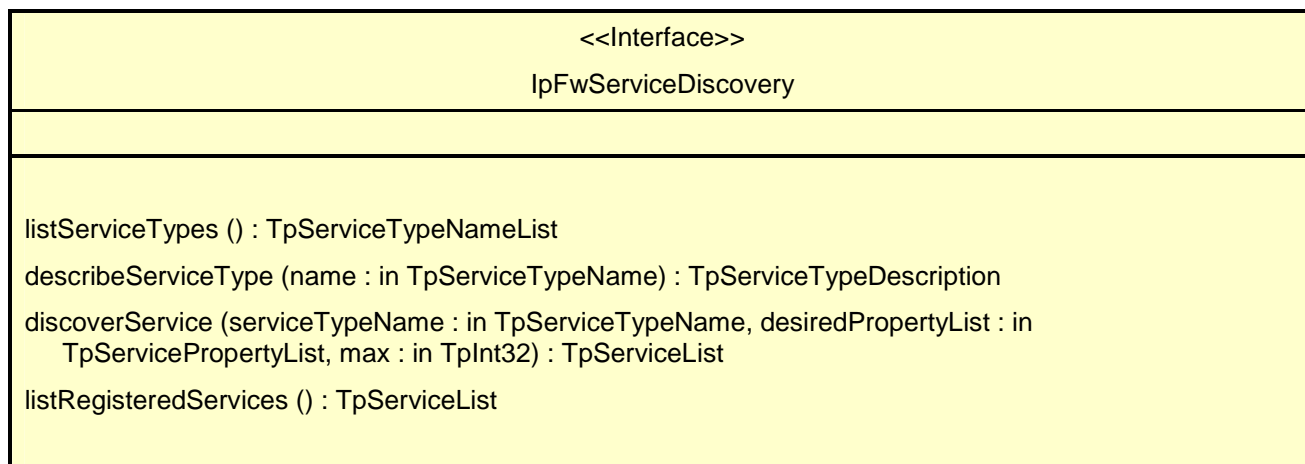 <<Interface>>
IpFwServiceDiscovery
listServiceTypes () : TpServiceTypeNameList
describeServiceType (name : in TpServiceTypeName) : TpServiceTypeDescription
discoverService (serviceTypeName : in TpServiceTypeName, desiredPropertyList : in
TpServicePropertyList, max : in TpInt32) : TpServiceList
listRegisteredServices () : TpServiceList